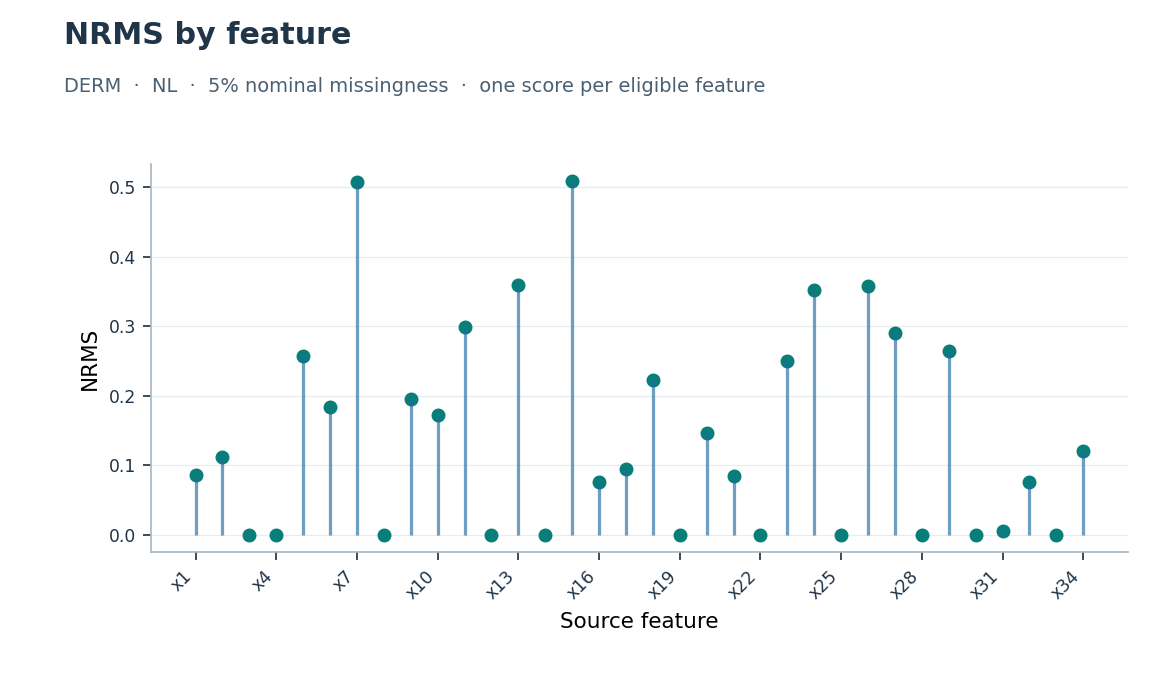 NRMS by feature
DERM · NL · 5% nominal missingness · one score per eligible feature
0.5
0.4
0.3
0.2
0.1
0.0
NRMS
x1 x4 x7 x10 x13 x16 x19 x22 x25 x28 x31 x34
Source feature